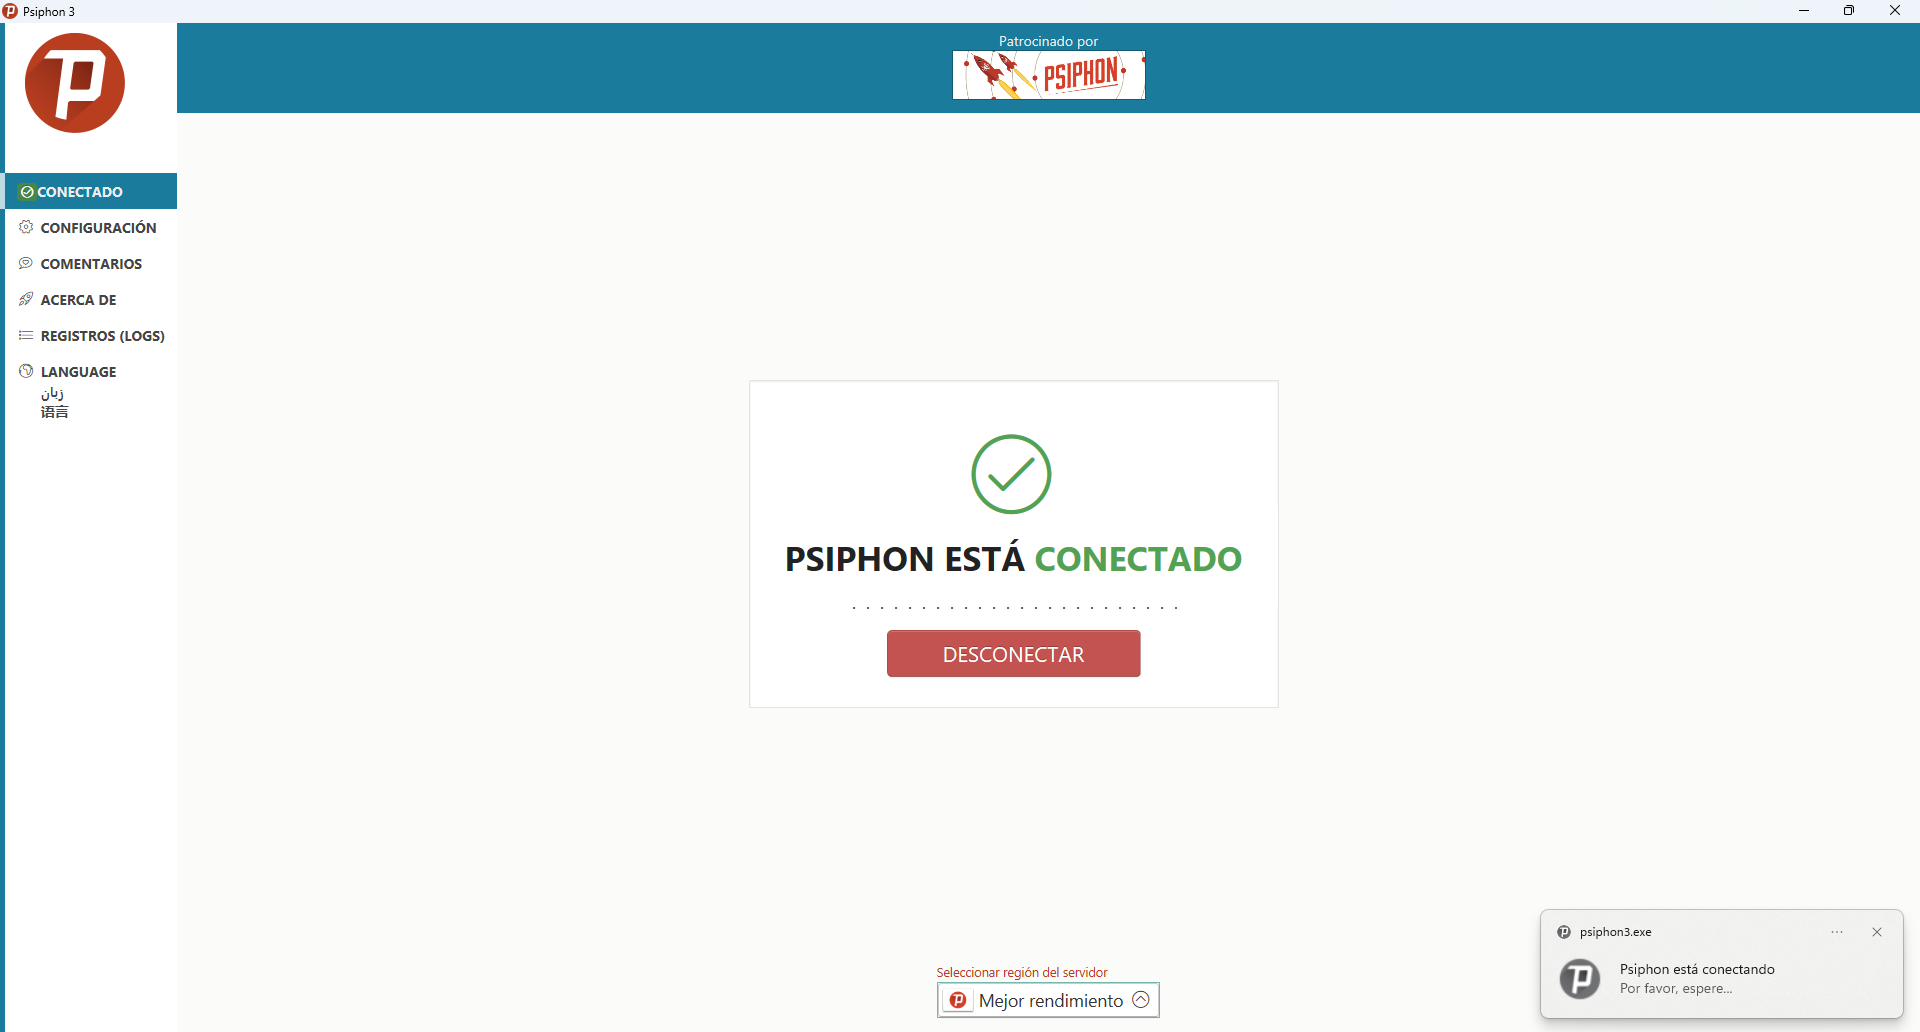 Psiphon 3
Patrocinado por
PSIPHON
CONECTADO
CONFIGURACIÓN
COMENTARIOS
ACERCA DE
REGISTROS (LOGS)
LANGUAGE
زبان
语言
PSIPHON ESTÁ CONECTADO
DESCONECTAR
Seleccionar región del servidor
Mejor rendimiento
psiphon3.exe
Psiphon está conectando
Por favor, espere...